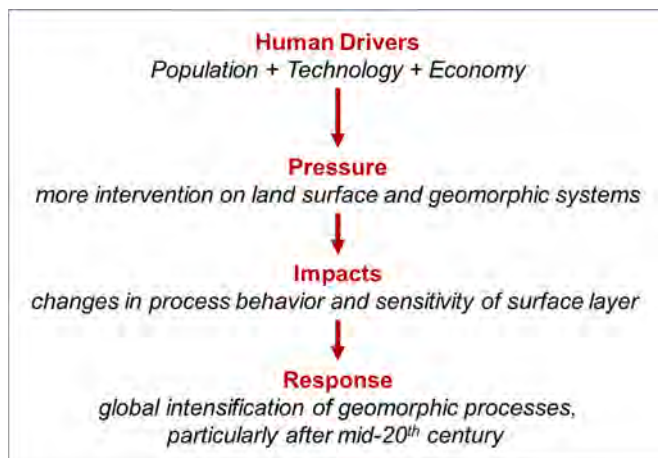 Human Drivers
Population + Technology + Economy
Pressure
more intervention on land surface and geomorphic systems
Impacts
changes in process behavior and sensitivity of surface layer
Response
global intensification of geomorphic processes,
particularly after mid-20th century